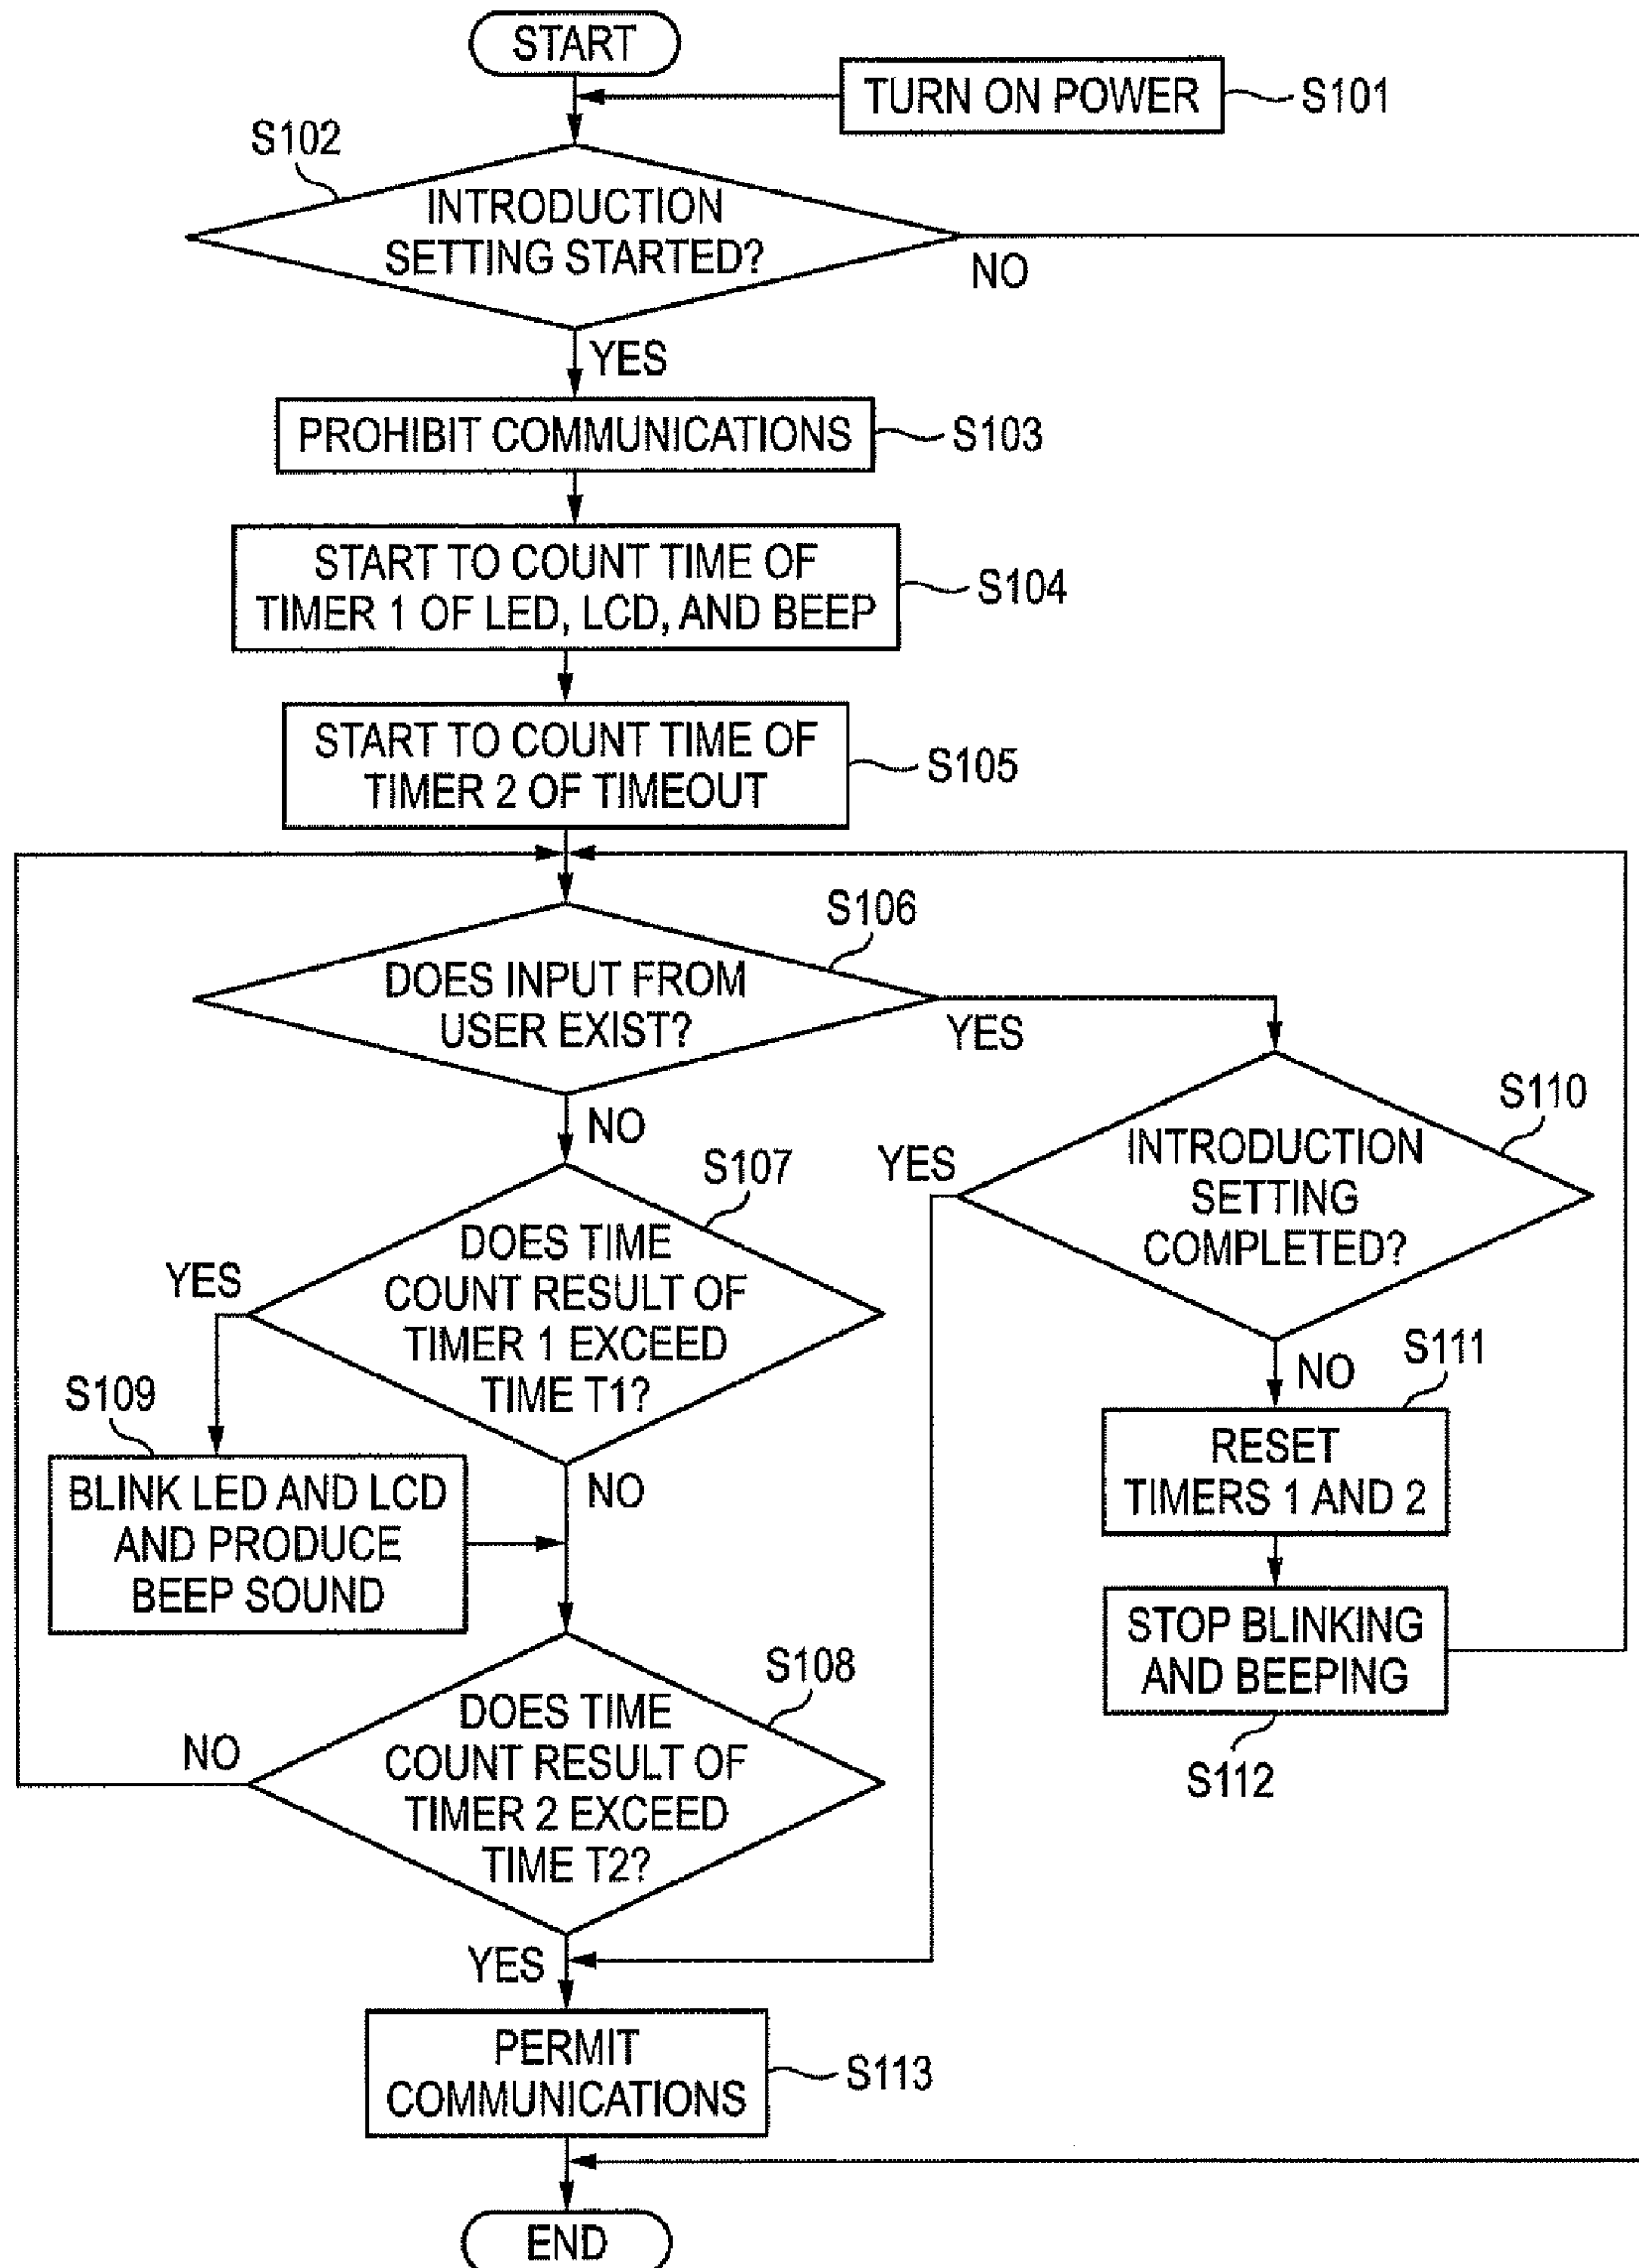 START
TURN ON POWER
S101
S102
INTRODUCTION
SETTING STARTED?
NO
YES
PROHIBIT COMMUNICATIONS
S103
START TO COUNT TIME OF
TIMER 1 OF LED, LCD, AND BEEP
S104
START TO COUNT TIME OF
TIMER 2 OF TIMEOUT
S105
S106
DOES INPUT FROM
USER EXIST?
YES
NO
S107
DOES TIME
COUNT RESULT OF
TIMER 1 EXCEED
TIME T1?
YES
NO
S109
BLINK LED AND LCD
AND PRODUCE
BEEP SOUND
S110
INTRODUCTION
SETTING
COMPLETED?
YES
NO
S111
RESET
TIMERS 1 AND 2
STOP BLINKING
AND BEEPING
S112
S108
DOES TIME
COUNT RESULT OF
TIMER 2 EXCEED
TIME T2?
NO
YES
PERMIT
COMMUNICATIONS
S113
END